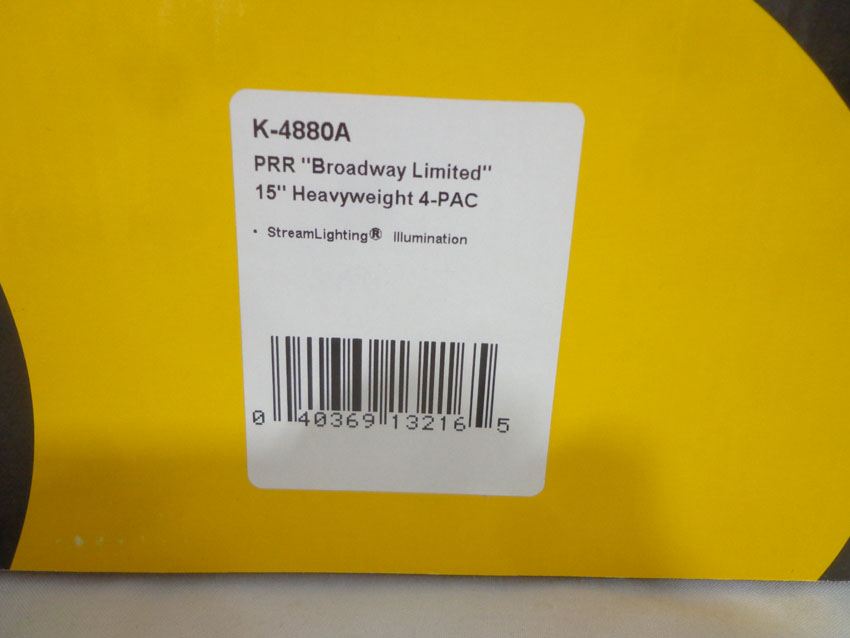 K-4880A
PRR "Broadway Limited"
15" Heavyweight 4-PAC
• StreamLighting® Illumination
0 40369 13216 5